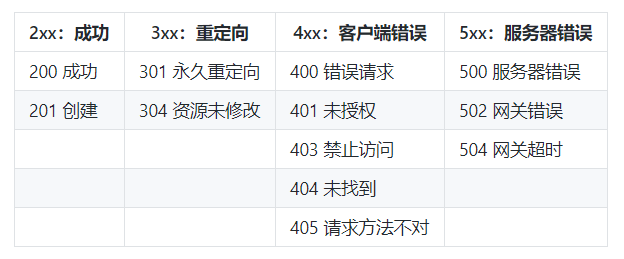 2xx：成功 3xx：重定向 4xx：客户端错误 5xx：服务器错误
200 成功 301 永久重定向 400 错误请求 500 服务器错误
201 创建 304 资源未修改 401 未授权 502 网关错误
403 禁止访问 504 网关超时
404 未找到
405 请求方法不对